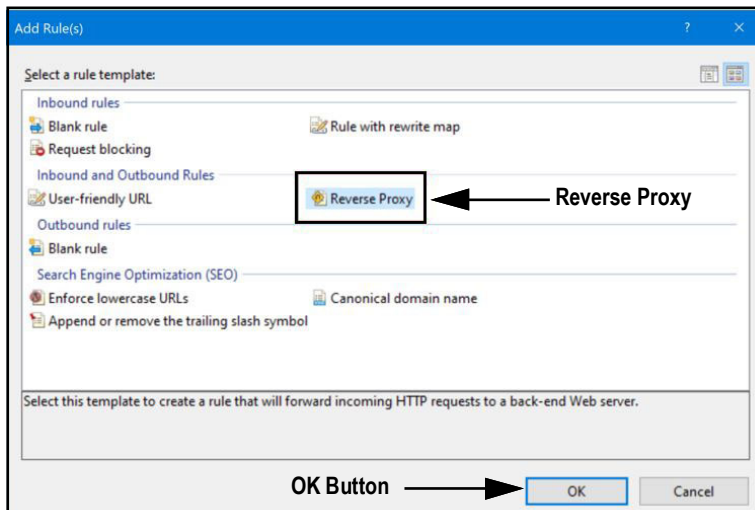 Add Rule(s)
Select a rule template:
Inbound rules
Blank rule
Rule with rewrite map
Request blocking
Inbound and Outbound Rules
User-friendly URL
Reverse Proxy
Reverse Proxy
Outbound rules
Blank rule
Search Engine Optimization (SEO)
Enforce lowercase URLs
Canonical domain name
Append or remove the trailing slash symbol
Select this template to create a rule that will forward incoming HTTP requests to a back-end Web server.
OK Button
OK
Cancel